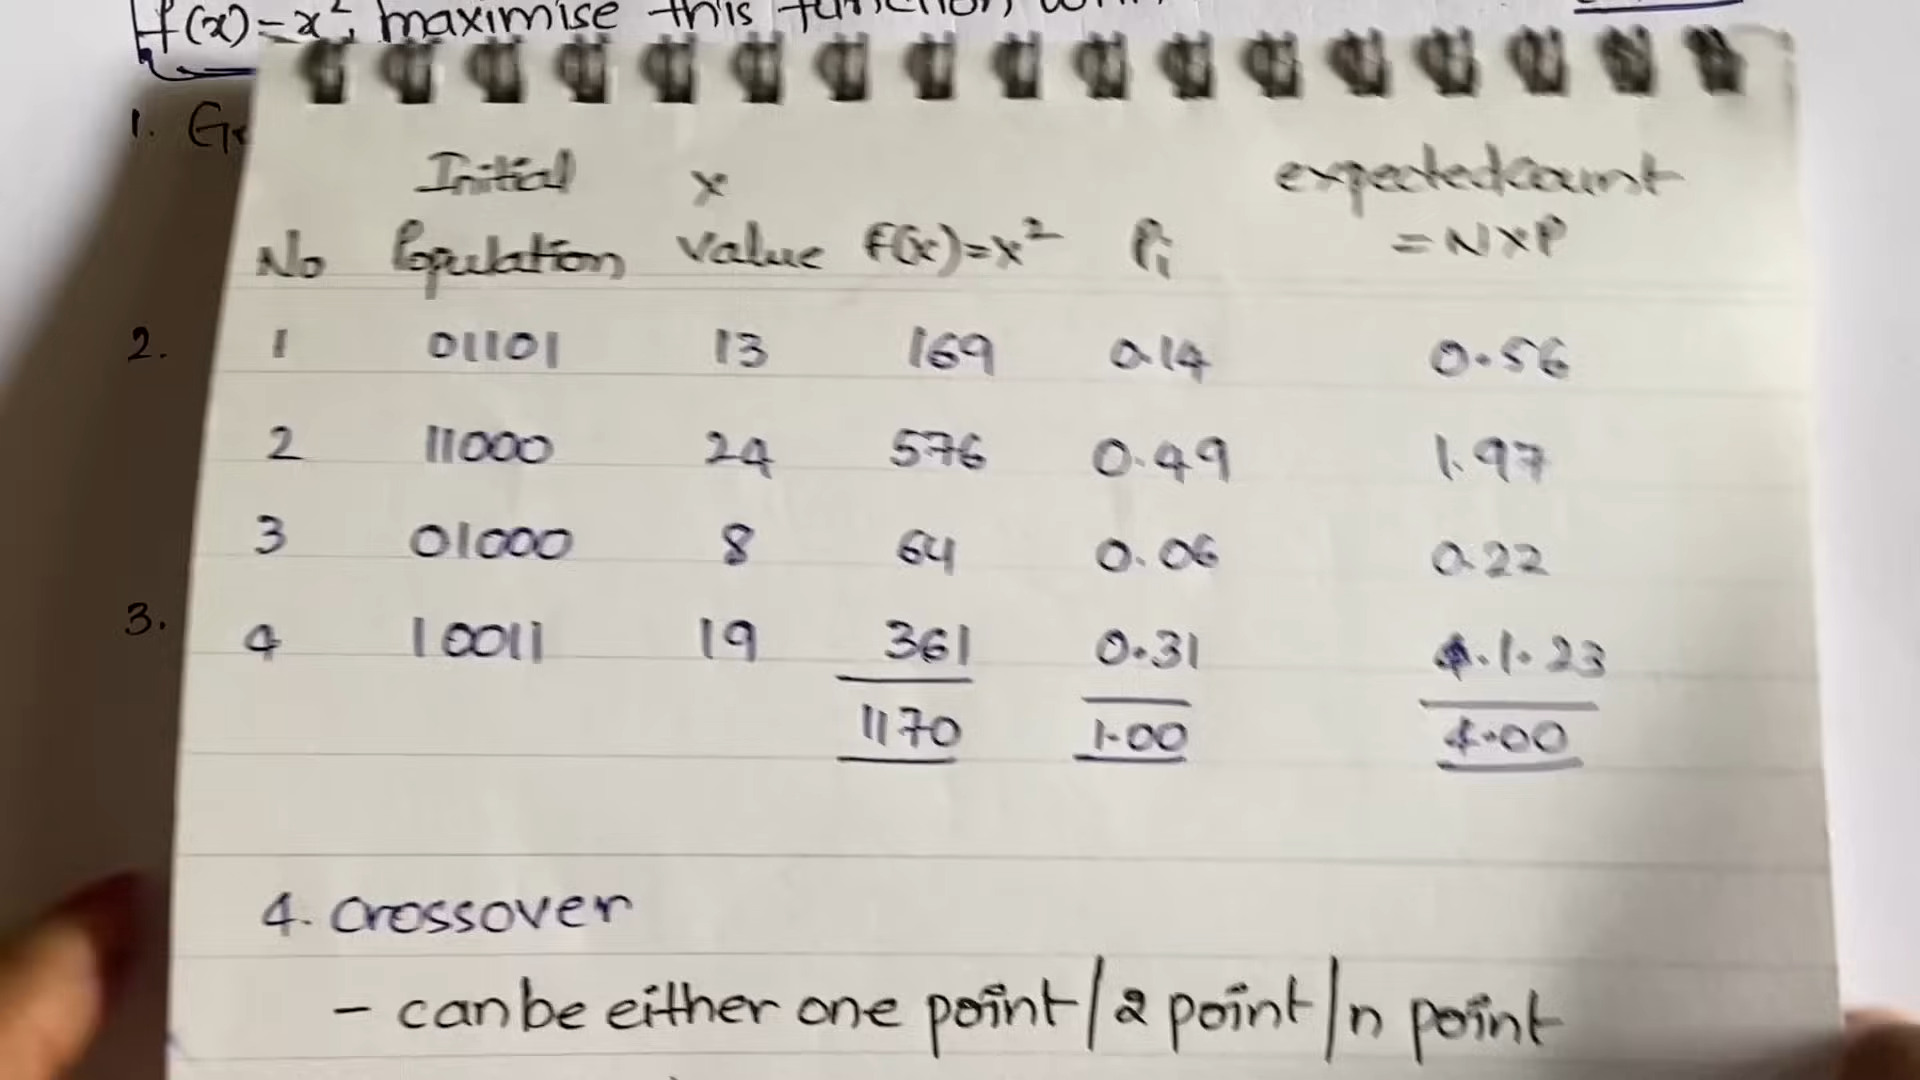 f(x)=x², maximise this function
1. G
Initial x expectedcount
No Population value f(x)=x² Pi =N×P
2.
1 01101 13 169 0.14 0.56
2 11000 24 576 0.49 1.97
3 01000 8 64 0.06 0.22
3.
4 10011 19 361 0.31 1.23
1170 1.00 4.00
4. crossover
- can be either one point/2 point/n point